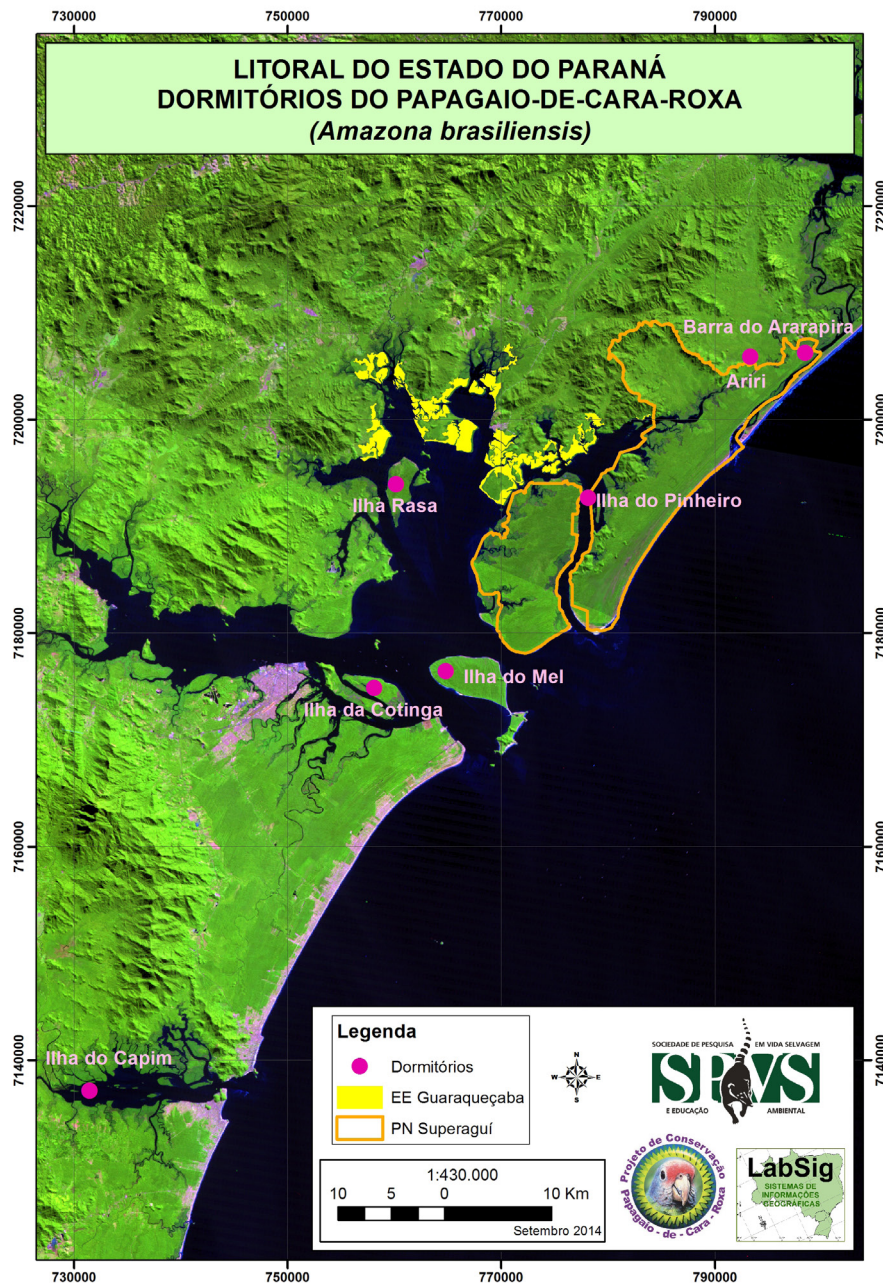 730000 750000 770000 790000
LITORAL DO ESTADO DO PARANÁ
DORMITÓRIOS DO PAPAGAIO-DE-CARA-ROXA
(Amazona brasiliensis)
7220000 7220000
Barra do Ararapira
Ariri
7200000 7200000
Ilha Rasa
Ilha do Pinheiro
7180000 7180000
Ilha do Mel
Ilha da Cotinga
7160000 7160000
Ilha do Capim
7140000 7140000
Legenda
Dormitórios
EE Guaraqueçaba
PN Superaguí
N
W E
S
SOCIEDADE DE PESQUISA EM VIDA SELVAGEM
SPVS
E EDUCAÇÃO AMBIENTAL
1:430.000
10 5 0 10 Km
Setembro 2014
Projeto de Conservação
Papagaio - de - Cara - Roxa
LabSig
SISTEMAS DE
INFORMAÇÕES
GEOGRÁFICAS
730000 750000 770000 790000